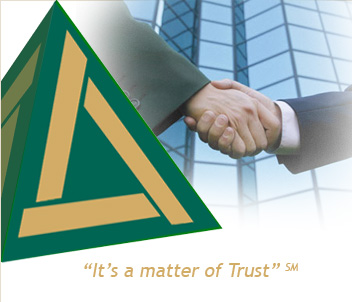 “It's a matter of Trust” SM